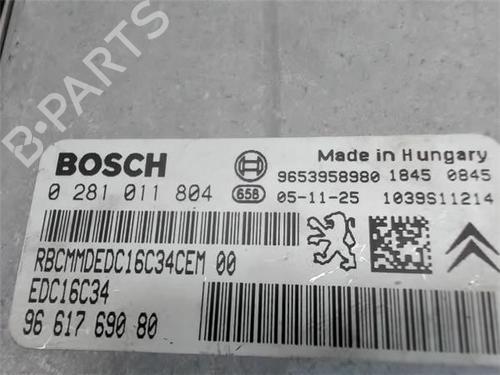 B-PARTS
BOSCH
Made in Hungary
9653958980 1845 0845
0 281 011 804 658 05-11-25 1039S11214
RBCMMDEDC16C34CEM 00
EDC16C34
96 617 690 80